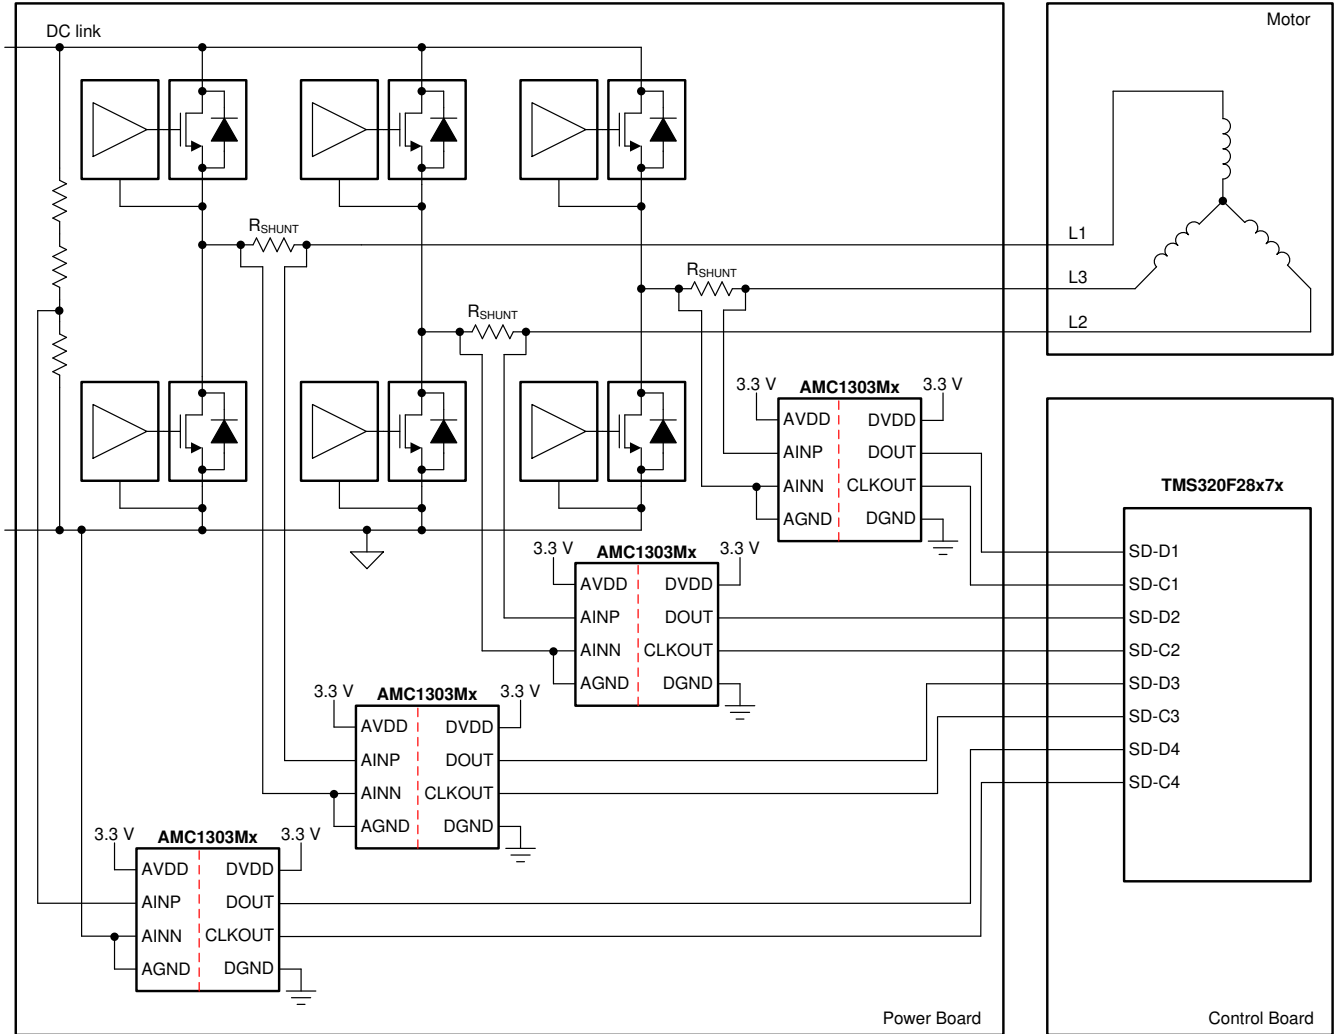 DC link
Motor
RSHUNT
L1
RSHUNT
L3
RSHUNT
L2
3.3 V AMC1303Mx 3.3 V
AVDD DVDD
AINP DOUT
AINN CLKOUT
AGND DGND
TMS320F28x7x
SD-D1
SD-C1
SD-D2
SD-C2
SD-D3
SD-C3
SD-D4
SD-C4
3.3 V AMC1303Mx 3.3 V
AVDD DVDD
AINP DOUT
AINN CLKOUT
AGND DGND
3.3 V AMC1303Mx 3.3 V
AVDD DVDD
AINP DOUT
AINN CLKOUT
AGND DGND
3.3 V AMC1303Mx 3.3 V
AVDD DVDD
AINP DOUT
AINN CLKOUT
AGND DGND
Power Board
Control Board